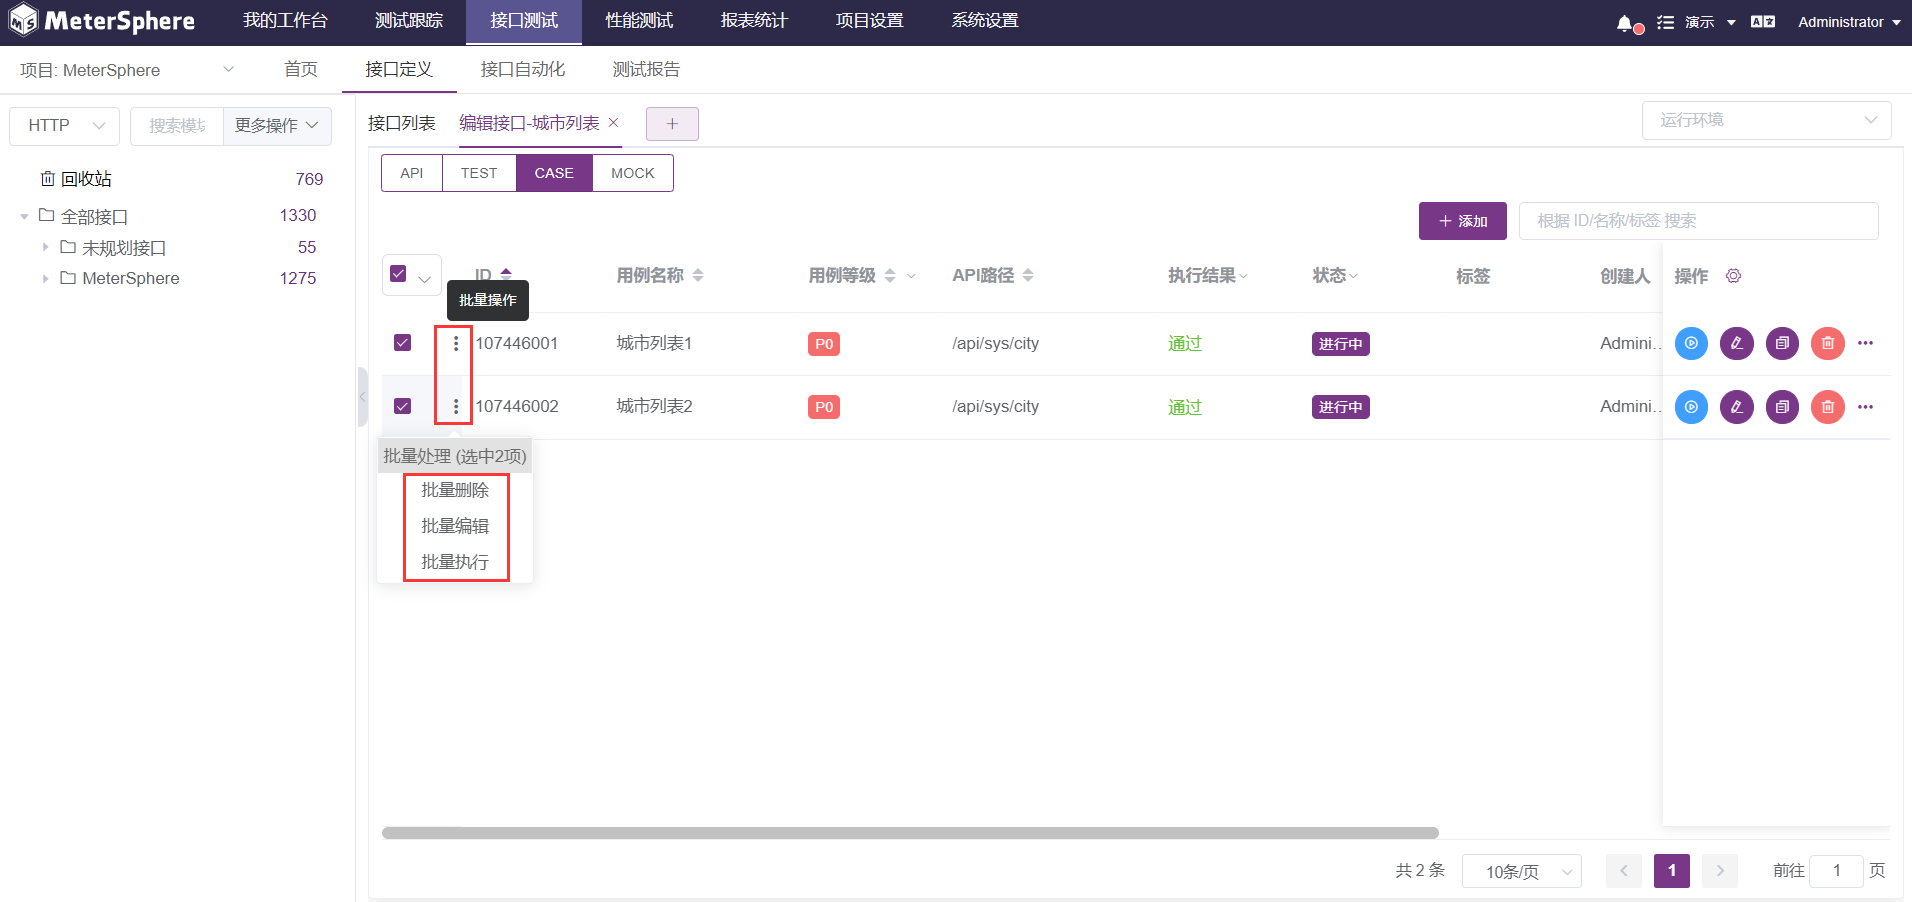 MeterSphere 我的工作台 测试跟踪 接口测试 性能测试 报表统计 项目设置 系统设置 演示 Administrator
项目: MeterSphere 首页 接口定义 接口自动化 测试报告
HTTP 搜索模块 更多操作 接口列表 编辑接口-城市列表 运行环境
API TEST CASE MOCK
回收站 769
全部接口 1330
未规划接口 55
MeterSphere 1275
添加 根据 ID/名称/标签 搜索
ID 用例名称 用例等级 API路径 执行结果 状态 标签 创建人 操作
批量操作
107446001 城市列表1 P0 /api/sys/city 通过 进行中 Admini...
107446002 城市列表2 P0 /api/sys/city 通过 进行中 Admini...
批量处理 (选中2项)
批量删除
批量编辑
批量执行
共 2 条 10条/页 1 前往 1 页